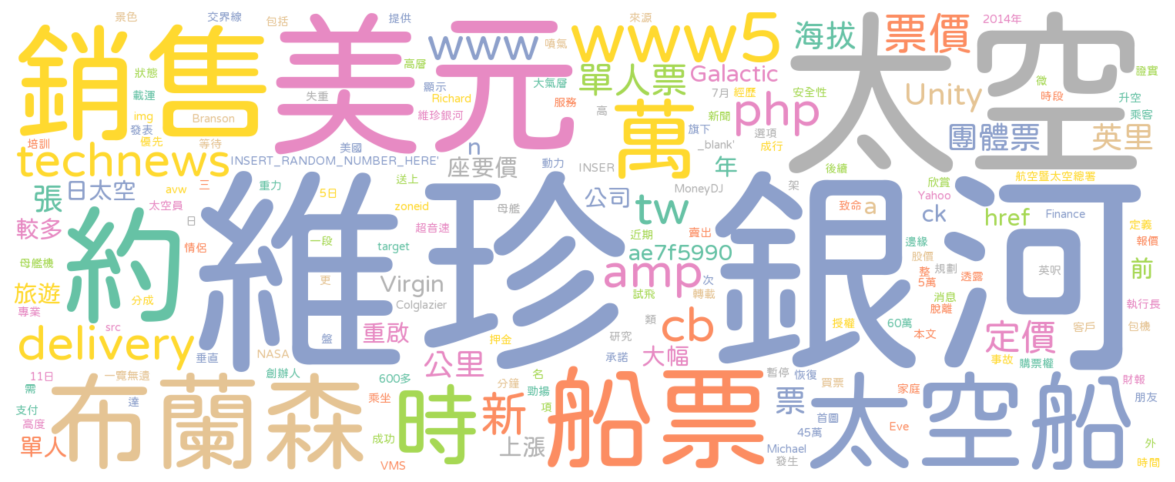 景色 交界線 提供 來源 2014年
包括 噴氣 海拔 票價 微 證實
銷售 美元 www www5 太空
狀態 高層 單人票 Galactic 時段 升空
載運 失重 顯示 大氣層 7月 經歷 安全性 Unity 乘客
img Branson Richard 服務 高 萬 新聞 php
發表 維珍銀河 旗下 選項 團體票 英里
培訓 優先 等待 美國 n _blank' 成行
technews INSERT_RANDOM_NUMBER_HERE' 動力 座要價 INSER 年 後續
張 日太空 avw 三 重力 5日 送上 母艦 公司 MoneyDJ 架 欣賞 航空暨太空總署
太空員 zoneid tw 致命 a Yahoo ck href Finance 定義
較多 約 日 維珍銀河 超音速 近期 賣出 報價
情侶 一段 target ae7f5990 邊緣 股價
母艦機 更 Virgin 試飛 amp 次 整 規劃 透露 英呎 前
旅遊 分成 Colglazier 轉載 5萬 消息 脫離 執行長
專業 src 盤 重啟 研究 類 cb 授權 60萬 本文 定價 客戶 包機
delivery 垂直 NASA 公里 押金 承諾 大幅 事故 購票權
11日 一覽無遺 創辦人 600多 分鐘 名 暫停 恢復 財報
需 達 勁揚 買票 家庭 朋友
支付 布蘭森 乘坐 時 新 項 船票 票 首圖 太空船
高度 成功 45萬 Eve
單人 VMS 上漲 Michael 發生 外
時間